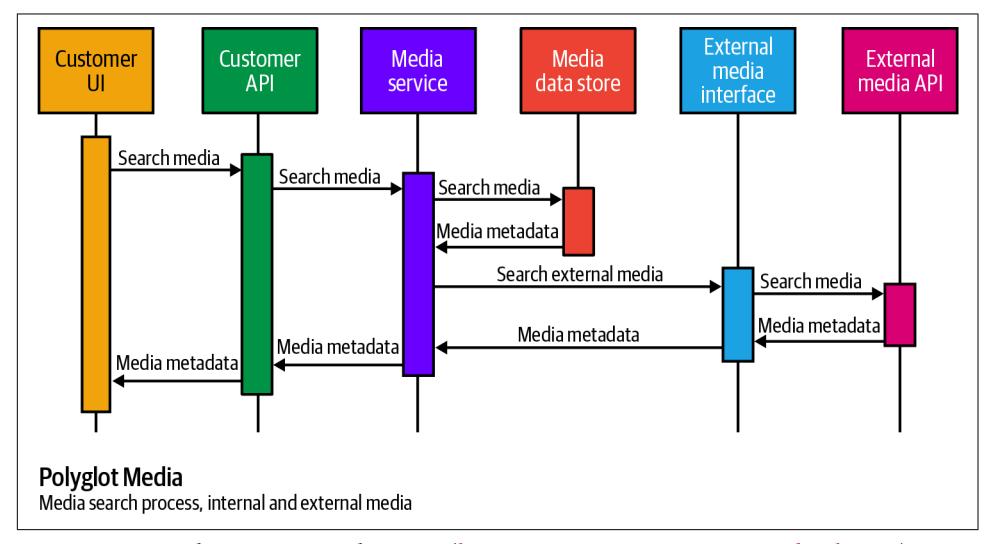 Customer
UI
Customer
API
Media
service
Media
data store
External
media
interface
External
media API
Search media
Search media
Search media
Media metadata
Search external media
Search media
Media metadata
Media metadata
Media metadata
Media metadata
Polyglot Media
Media search process, internal and external media